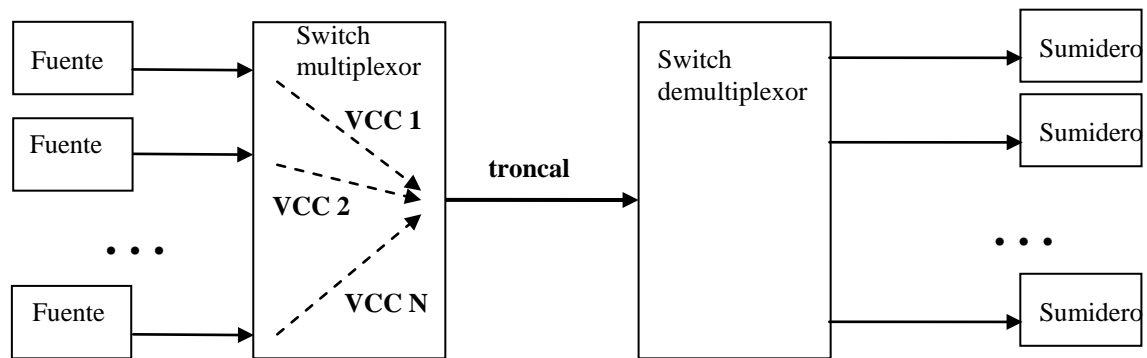 Fuente
Fuente
Fuente
Switch
multiplexor
VCC 1
VCC 2
VCC N
troncal
Switch
demultiplexor
Sumidero
Sumidero
Sumidero